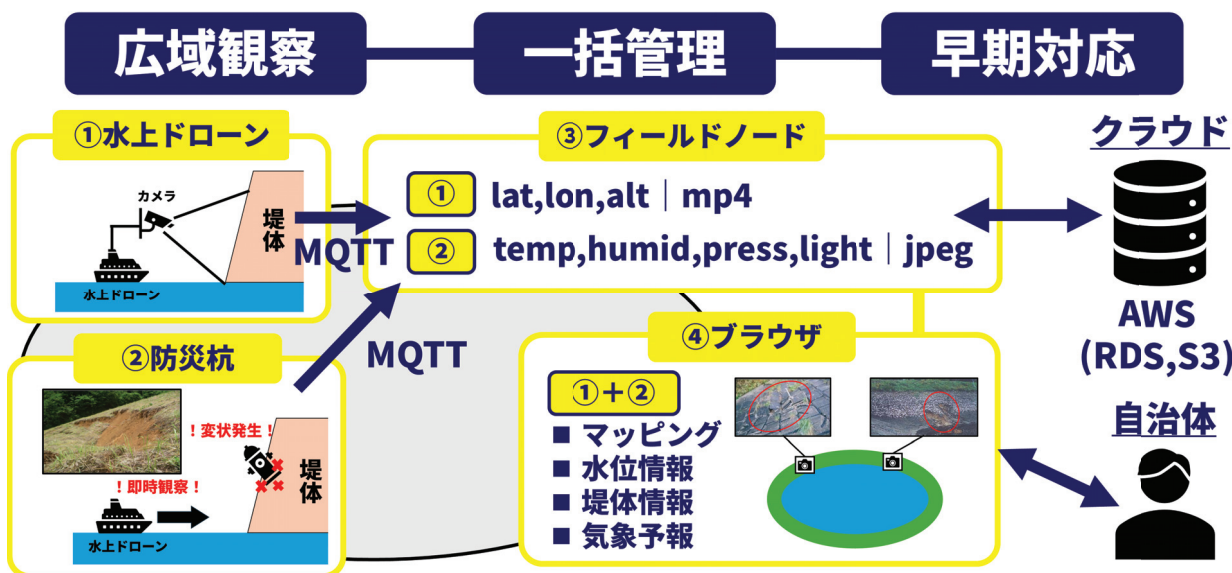 広域観察
一括管理
早期対応
①水上ドローン
カメラ
堤体
水上ドローン
MQTT
③フィールドノード
① lat,lon,alt｜mp4
② temp,humid,press,light｜jpeg
クラウド
AWS
(RDS,S3)
②防災杭
！変状発生！
！即時観察！
堤体
水上ドローン
MQTT
④ブラウザ
①＋②
■ マッピング
■ 水位情報
■ 堤体情報
■ 気象予報
自治体